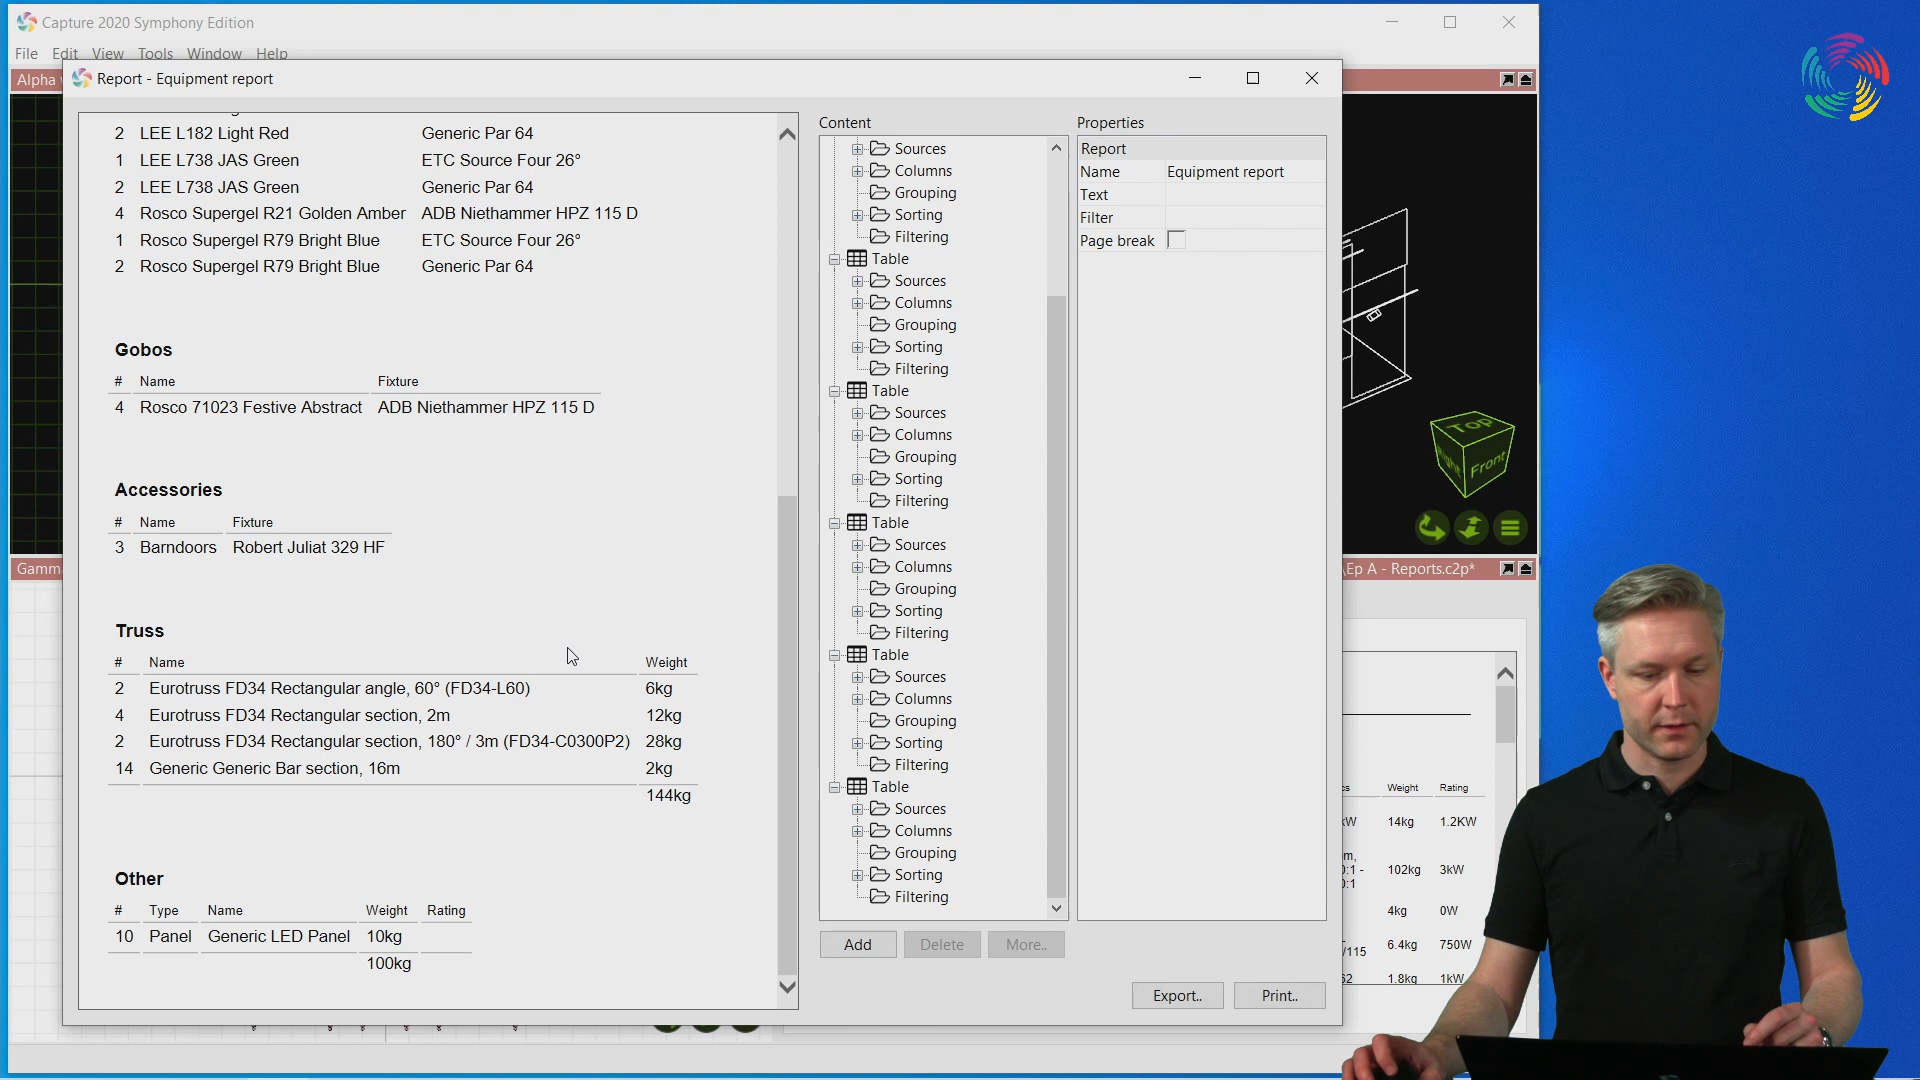 Capture 2020 Symphony Edition
File Edit View Tools Window Help
Alpha
Report - Equipment report
2 LEE L182 Light Red Generic Par 64
1 LEE L738 JAS Green ETC Source Four 26°
2 LEE L738 JAS Green Generic Par 64
4 Rosco Supergel R21 Golden Amber ADB Niethammer HPZ 115 D
1 Rosco Supergel R79 Bright Blue ETC Source Four 26°
2 Rosco Supergel R79 Bright Blue Generic Par 64
Gobos
# Name Fixture
4 Rosco 71023 Festive Abstract ADB Niethammer HPZ 115 D
Accessories
# Name Fixture
3 Barndoors Robert Juliat 329 HF
Truss
# Name Weight
2 Eurotruss FD34 Rectangular angle, 60° (FD34-L60) 6kg
4 Eurotruss FD34 Rectangular section, 2m 12kg
2 Eurotruss FD34 Rectangular section, 180° / 3m (FD34-C0300P2) 28kg
14 Generic Generic Bar section, 16m 2kg
144kg
Other
# Type Name Weight Rating
10 Panel Generic LED Panel 10kg
100kg
Content
Sources
Columns
Grouping
Sorting
Filtering
Table
Sources
Columns
Grouping
Sorting
Filtering
Table
Sources
Columns
Grouping
Sorting
Filtering
Table
Sources
Columns
Grouping
Sorting
Filtering
Table
Sources
Columns
Grouping
Sorting
Filtering
Table
Sources
Columns
Grouping
Sorting
Filtering
Add Delete More..
Properties
Report
Name Equipment report
Text
Filter
Page break
Export.. Print..
Top
Right Front
Gamm
\Ep A - Reports.c2p*
cs Weight Rating
kW 14kg 1.2KW
m,
0:1 - 102kg 3kW
0:1
4kg 0W
/115 6.4kg 750W
62 1.8kg 1kW